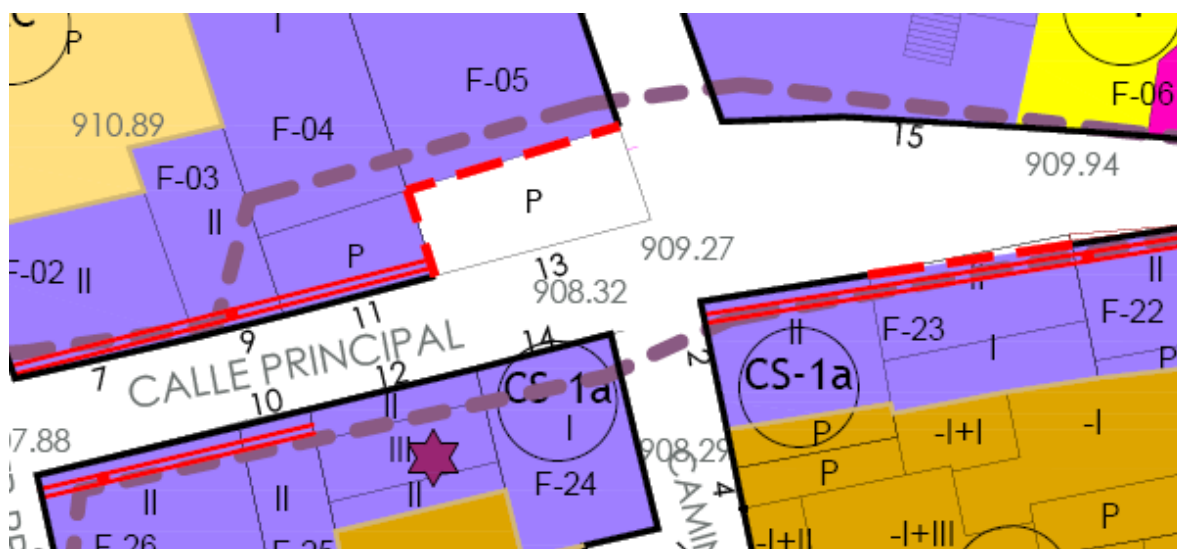 P
I
F-05
F-06
910.89
F-04
15
F-03
909.94
P
II
P
909.27
F-02
II
13
II
II
908.32
F-22
11
II
F-23
9
14
2
I
CALLE PRINCIPAL
7
12
CS-1a
CS-1a
P
10
II
I
P
-I+I
-I
III
908.29
P
F-24
4
II
II
II
P
-I+II
-I+III
F-26
F-25